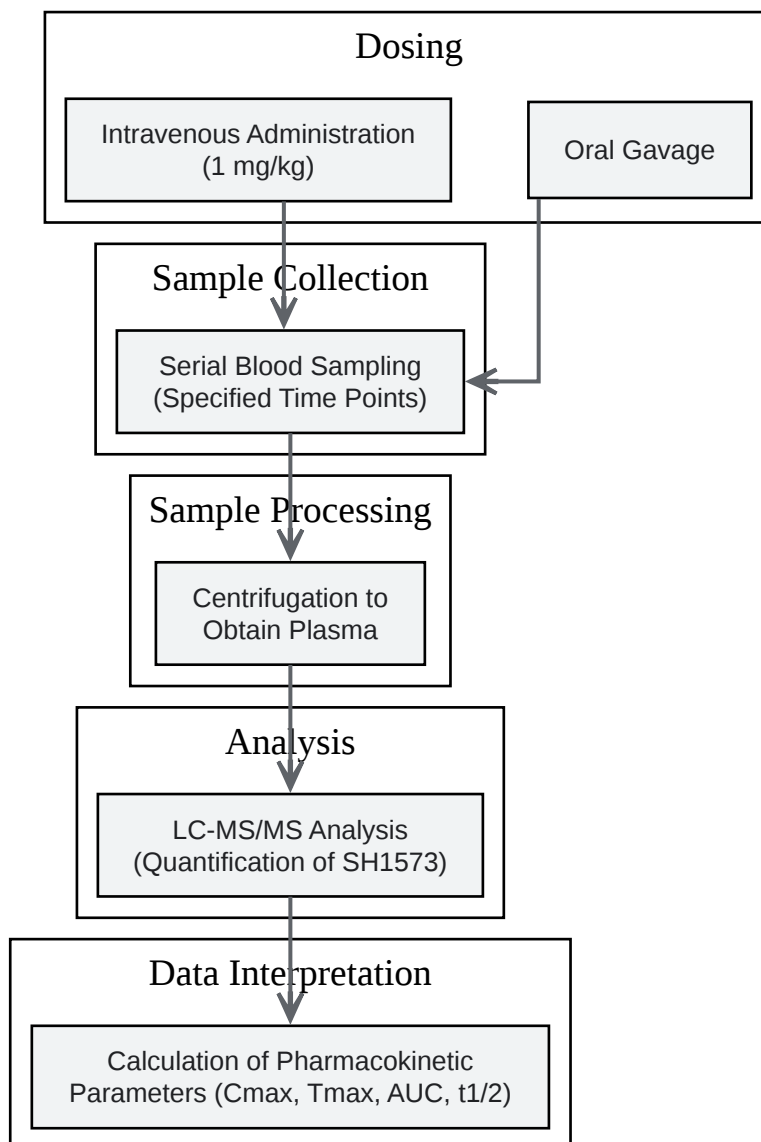 Dosing
Intravenous Administration
(1 mg/kg)
Oral Gavage
Sample Collection
Serial Blood Sampling
(Specified Time Points)
Sample Processing
Centrifugation to
Obtain Plasma
Analysis
LC-MS/MS Analysis
(Quantification of SH1573)
Data Interpretation
Calculation of Pharmacokinetic
Parameters (Cmax, Tmax, AUC, t1/2)